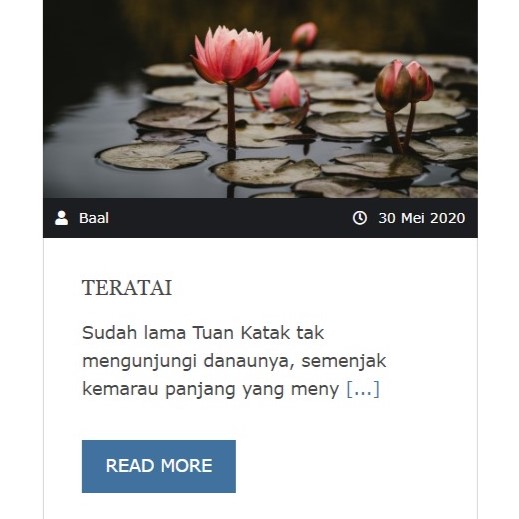 Baal
30 Mei 2020
TERATAI
Sudah lama Tuan Katak tak
mengunjungi danaunya, semenjak
kemarau panjang yang meny [...]
READ MORE